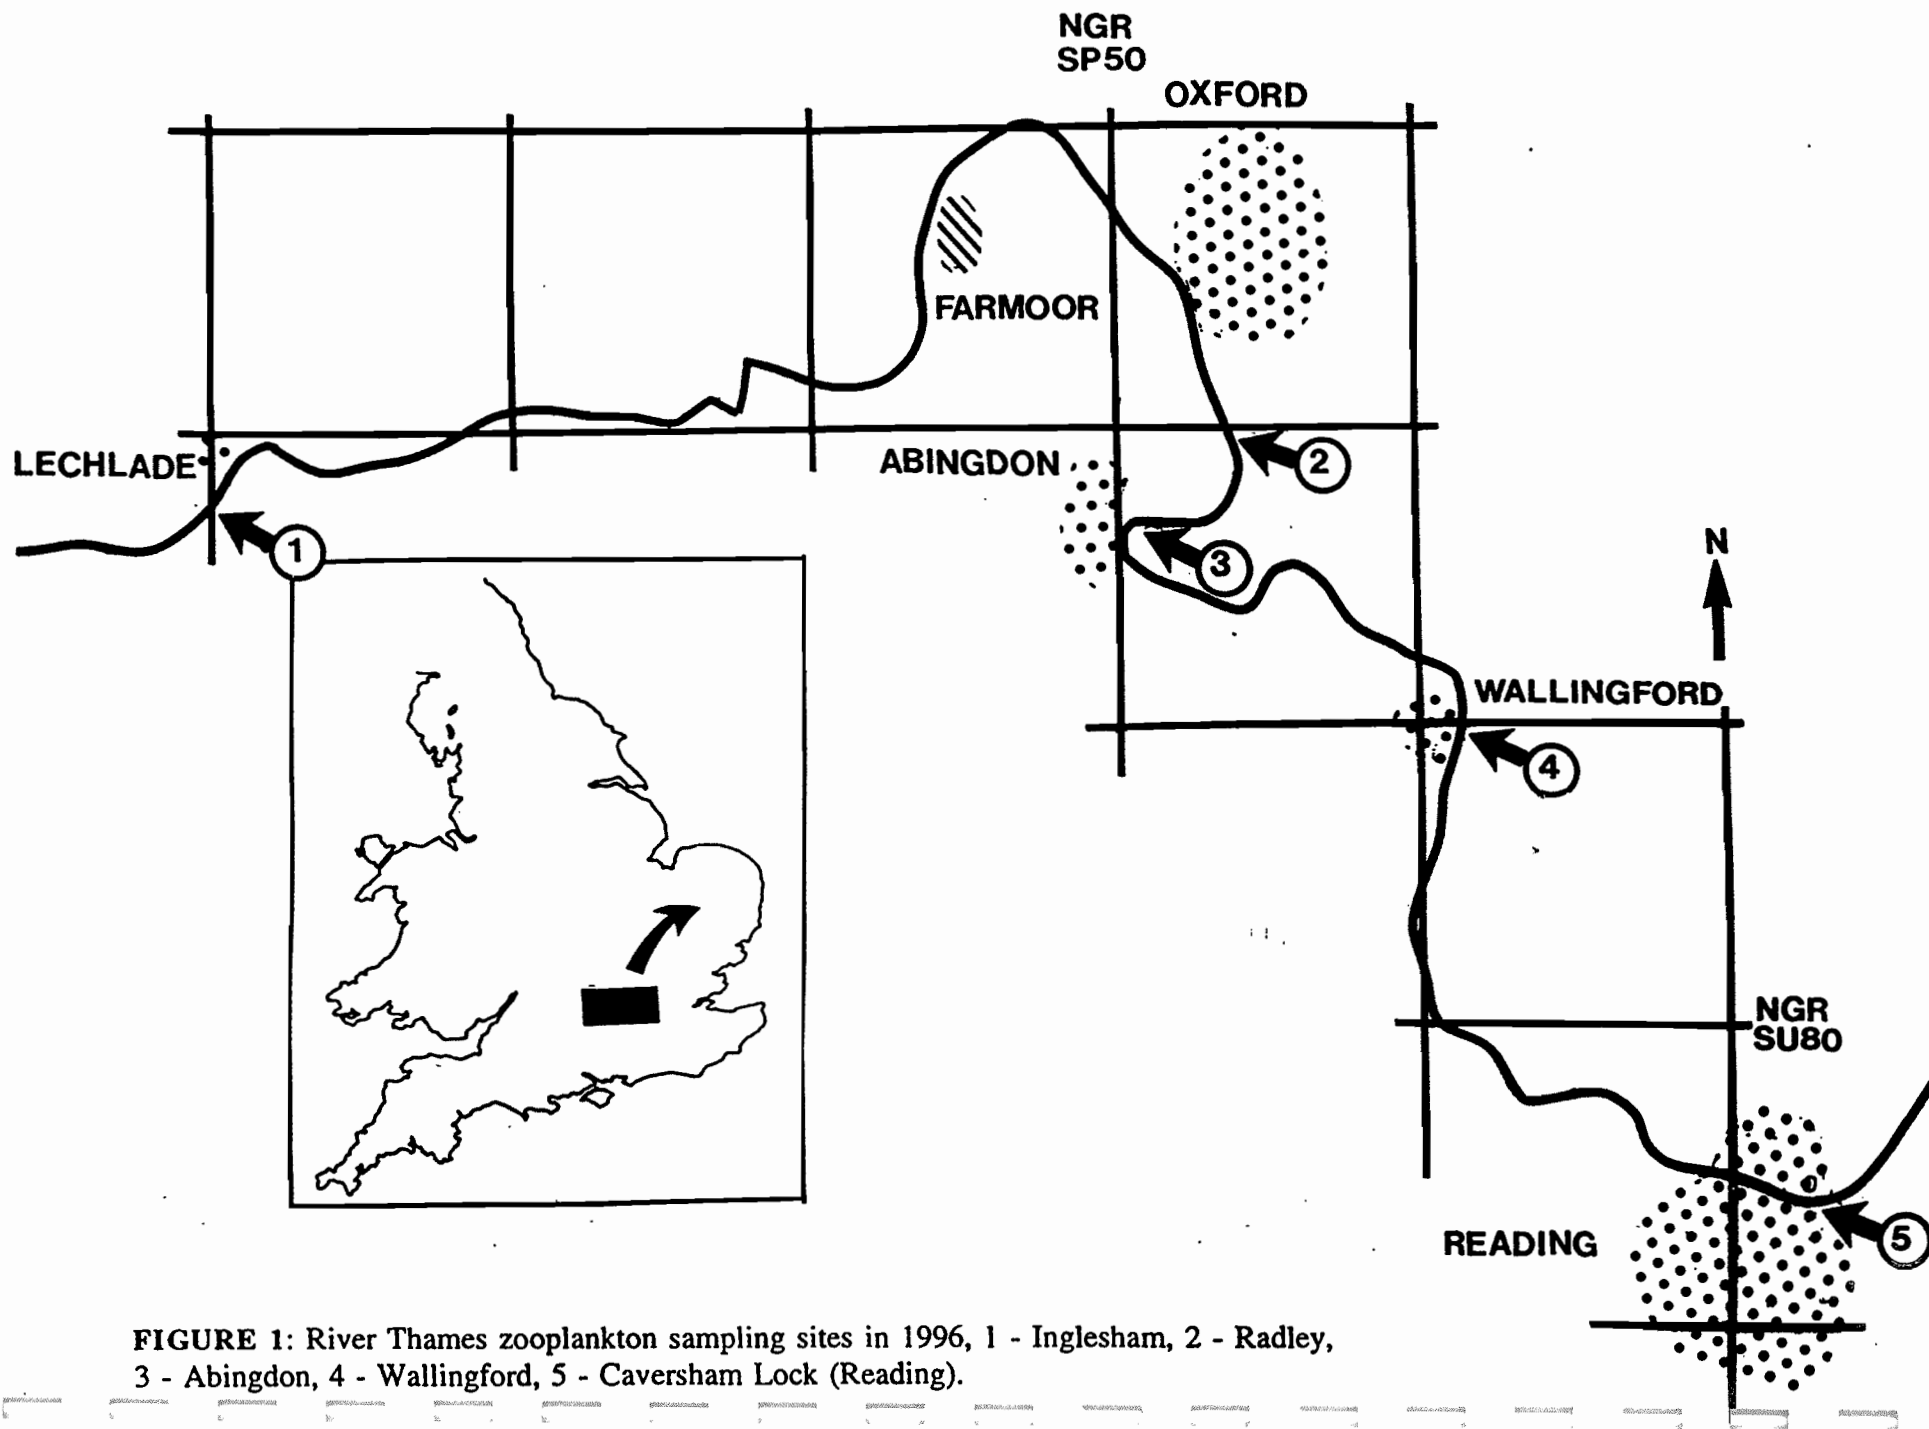 NGR
SP50
OXFORD
FARMOOR
LECHLADE
ABINGDON
2
1
3
N
WALLINGFORD
4
NGR
SU80
READING
5
FIGURE 1: River Thames zooplankton sampling sites in 1996, 1 - Inglesham, 2 - Radley,
3 - Abingdon, 4 - Wallingford, 5 - Caversham Lock (Reading).